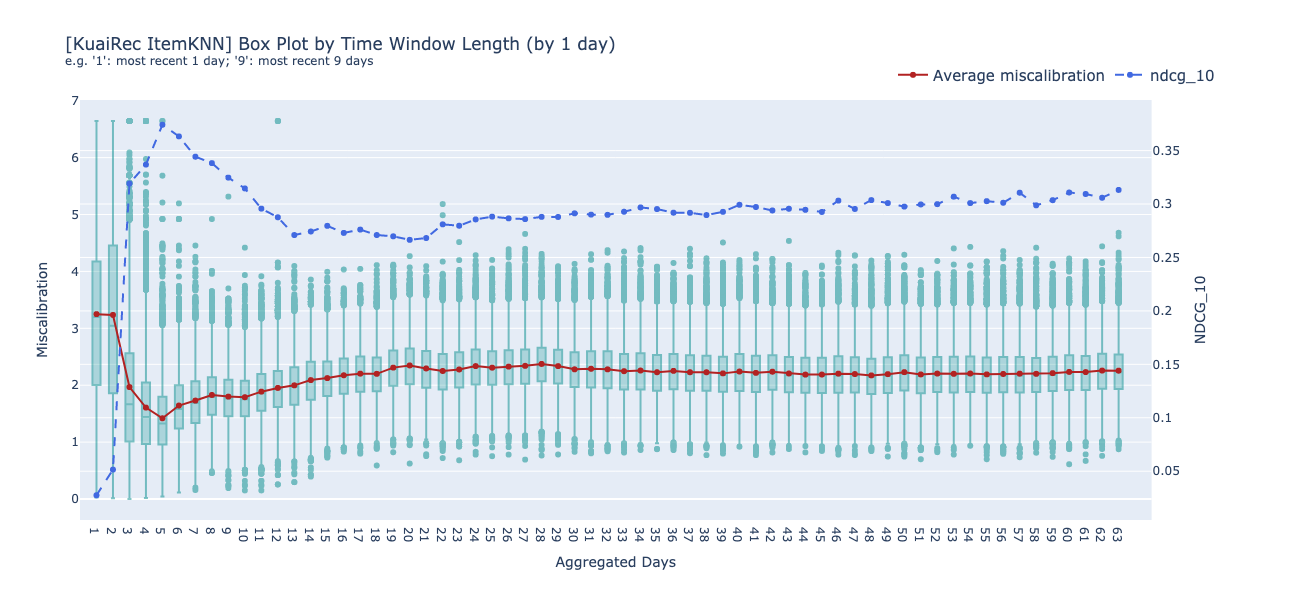 [KuaiRec ItemKNN] Box Plot by Time Window Length (by 1 day)
e.g. '1': most recent 1 day; '9': most recent 9 days
Average miscalibration
ndcg_10
Miscalibration
7
6
5
4
3
2
1
0
0.35
0.3
0.25
0.2
0.15
0.1
0.05
NDCG_10
1 2 3 4 5 6 7 8 9 10 11 12 13 14 15 16 17 18 19 20 21 22 23 24 25 26 27 28 29 30 31 32 33 34 35 36 37 38 39 40 41 42 43 44 45 46 47 48 49 50 51 52 53 54 55 56 57 58 59 60 61 62 63
Aggregated Days